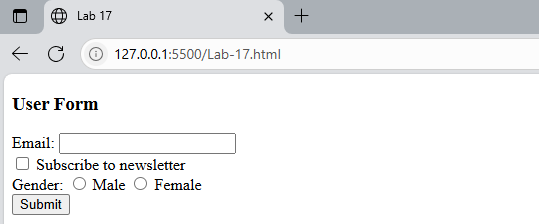 Lab 17
127.0.0.1:5500/Lab-17.html
User Form
Email:
Subscribe to newsletter
Gender: Male Female
Submit